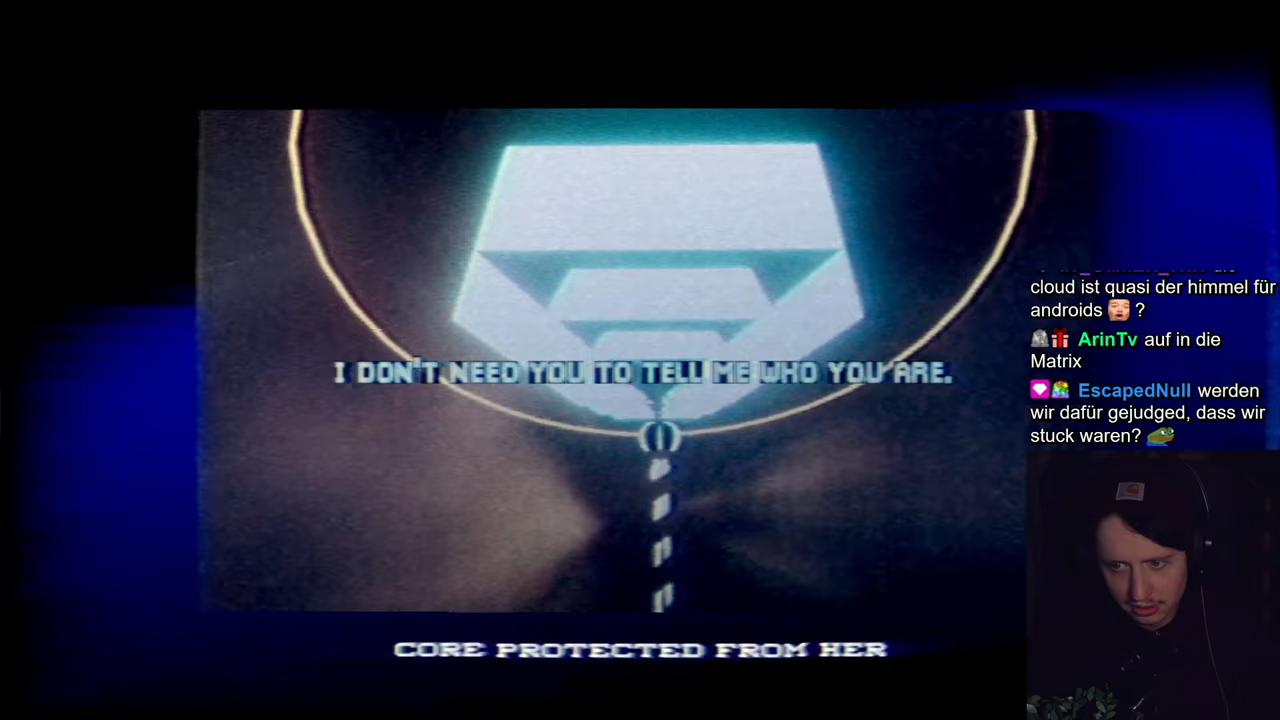 I DON'T NEED YOU TO TELL ME WHO YOU ARE.
CORE PROTECTED FROM HER
cloud ist quasi der himmel für
androids ?
ArinTv auf in die
Matrix
EscapedNull werden
wir dafür gejudged, dass wir
stuck waren?